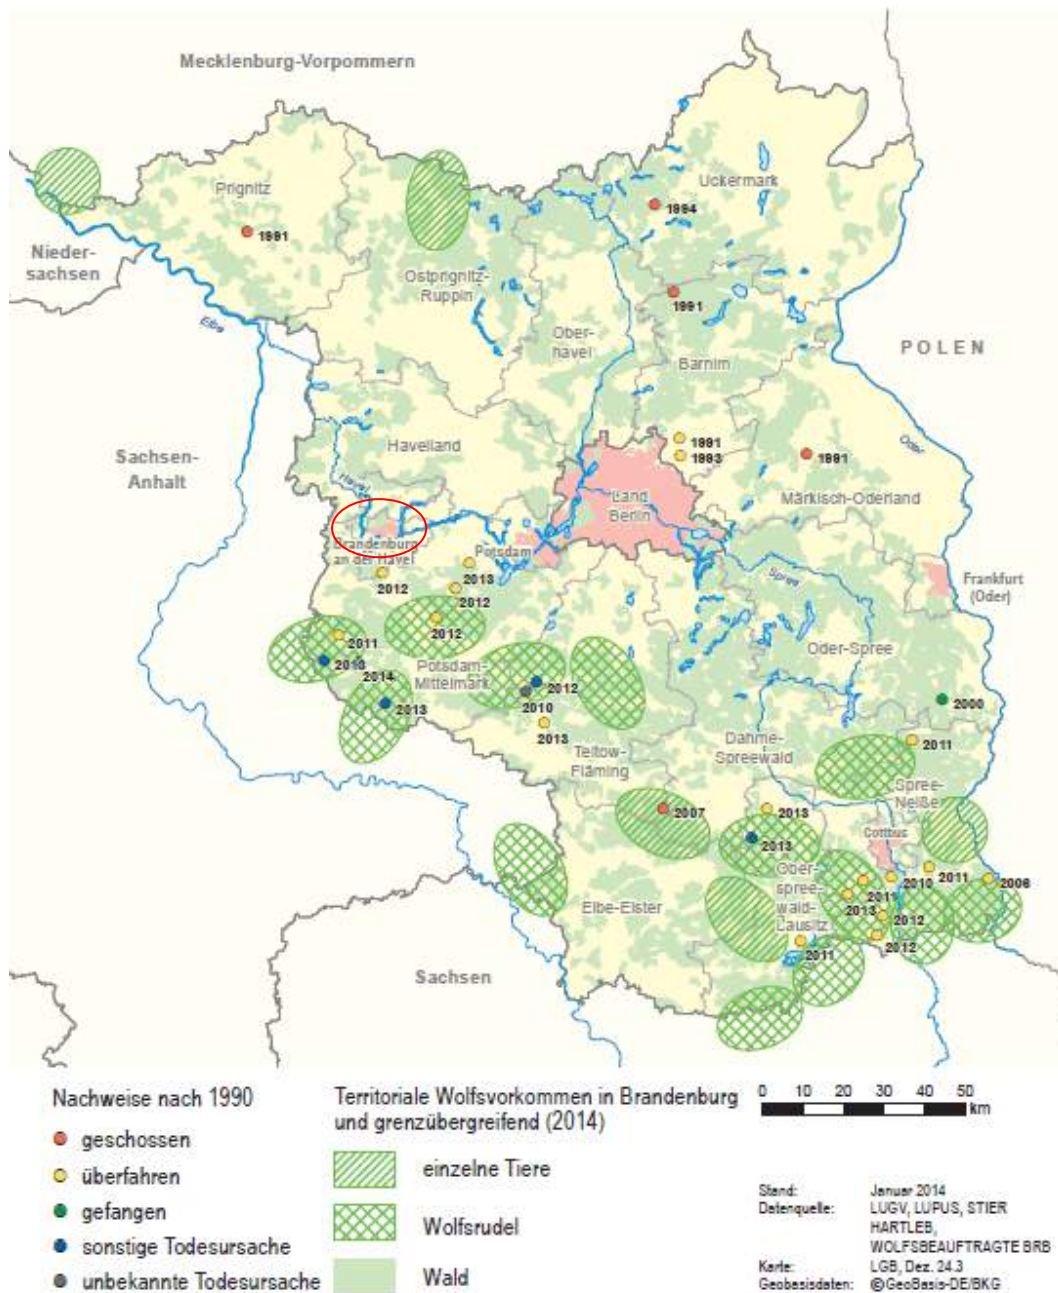 Mecklenburg-Vorpommern
Prignitz
Uckermark
1994
1991
Nieder-
sachsen
Ostprignitz-
Ruppin
Elbe
1991
Ober-
havel
POLEN
Barnim
Havelland
1991
1993
1991
Oder
Sachsen-
Anhalt
Havel
Land
Berlin
Märkisch-Oderland
Brandenburg
an der Havel
Potsdam
Spree
Frankfurt
(Oder)
2012
2013
2012
2012
2011
2013
2014
Potsdam-
Mittelmark
2013
2012
2010
2013
Oder-Spree
2000
Teltow-
Fläming
Dahme-
Spreewald
2011
Spree-
Neiße
2007
2013
2013
Cottbus
Ober-
spree-
wald-
Lausitz
2011
2010
2011
2006
2013
2012
2012
2011
Elbe-Elster
Sachsen
Nachweise nach 1990
geschossen
überfahren
gefangen
sonstige Todesursache
unbekannte Todesursache
Territoriale Wolfsvorkommen in Brandenburg
und grenzübergreifend (2014)
einzelne Tiere
Wolfsrudel
Wald
0 10 20 30 40 50
km
Stand: Januar 2014
Datenquelle: LUGV, LUPUS, STIER
HARTLEB,
WOLFSBEAUFTRAGTE BRB
Karte: LGB, Dez. 24.3
Geobasisdaten: ©GeoBasis-DE/BKG